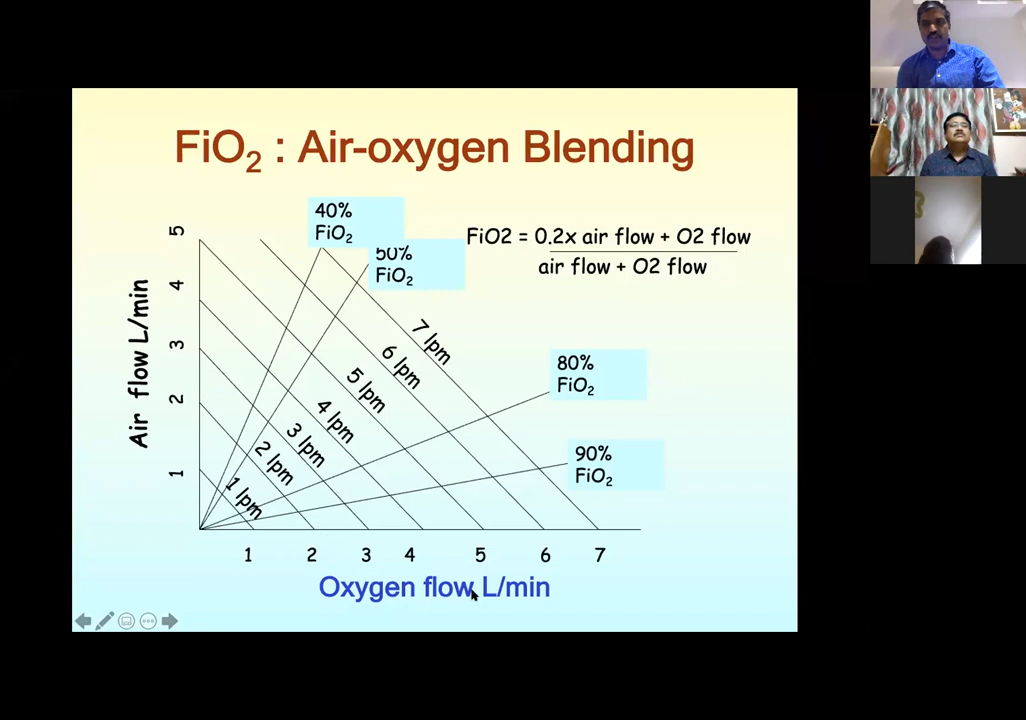 FiO₂ : Air-oxygen Blending
40%
FiO₂
50%
FiO₂
FiO2 = 0.2x air flow + O2 flow
air flow + O2 flow
80%
FiO₂
90%
FiO₂
Air flow L/min
5
4
3
2
1
7 lpm
6 lpm
5 lpm
4 lpm
3 lpm
2 lpm
1 lpm
1 2 3 4 5 6 7
Oxygen flow L/min